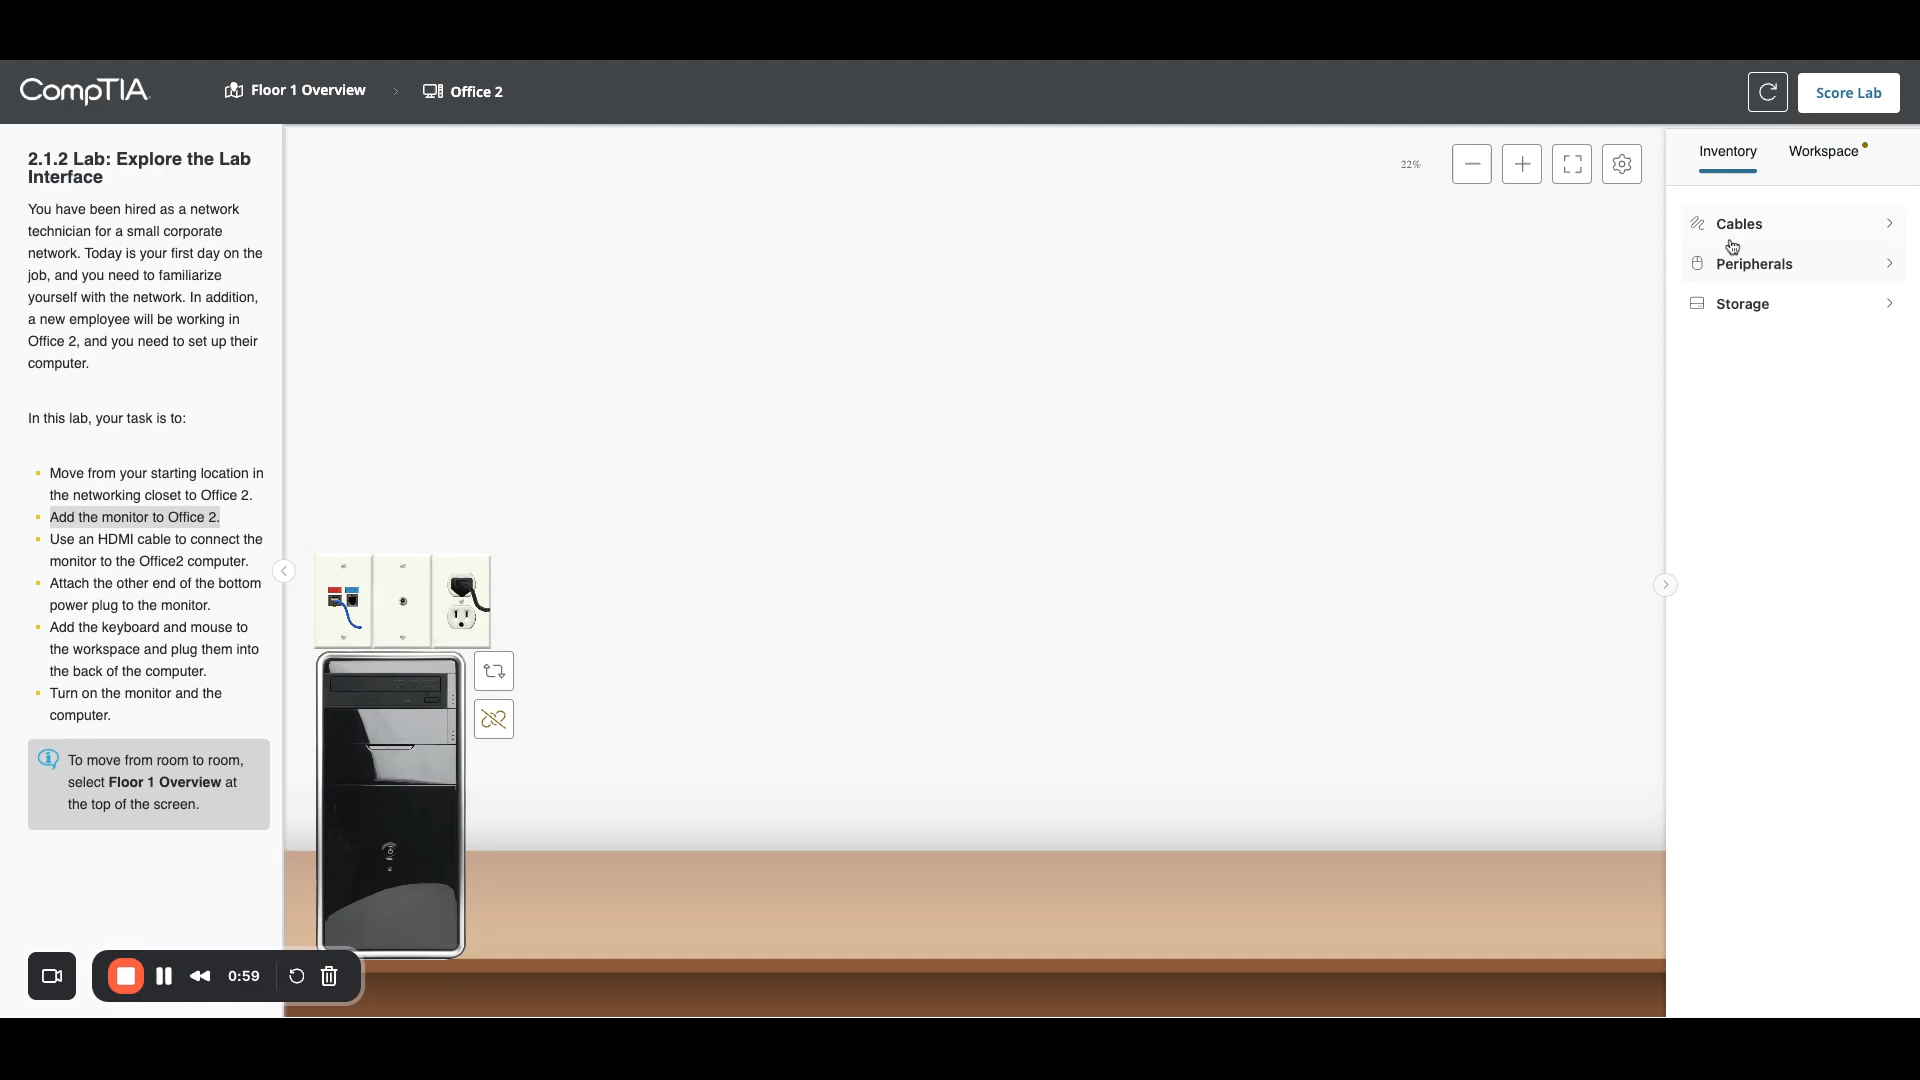 CompTIA.
Floor 1 Overview
Office 2
Score Lab
2.1.2 Lab: Explore the Lab
Interface
You have been hired as a network
technician for a small corporate
network. Today is your first day on the
job, and you need to familiarize
yourself with the network. In addition,
a new employee will be working in
Office 2, and you need to set up their
computer.
In this lab, your task is to:
Move from your starting location in
the networking closet to Office 2.
Add the monitor to Office 2.
Use an HDMI cable to connect the
monitor to the Office2 computer.
Attach the other end of the bottom
power plug to the monitor.
Add the keyboard and mouse to
the workspace and plug them into
the back of the computer.
Turn on the monitor and the
computer.
To move from room to room,
select Floor 1 Overview at
the top of the screen.
0:59
22%
Inventory
Workspace
Cables
Peripherals
Storage